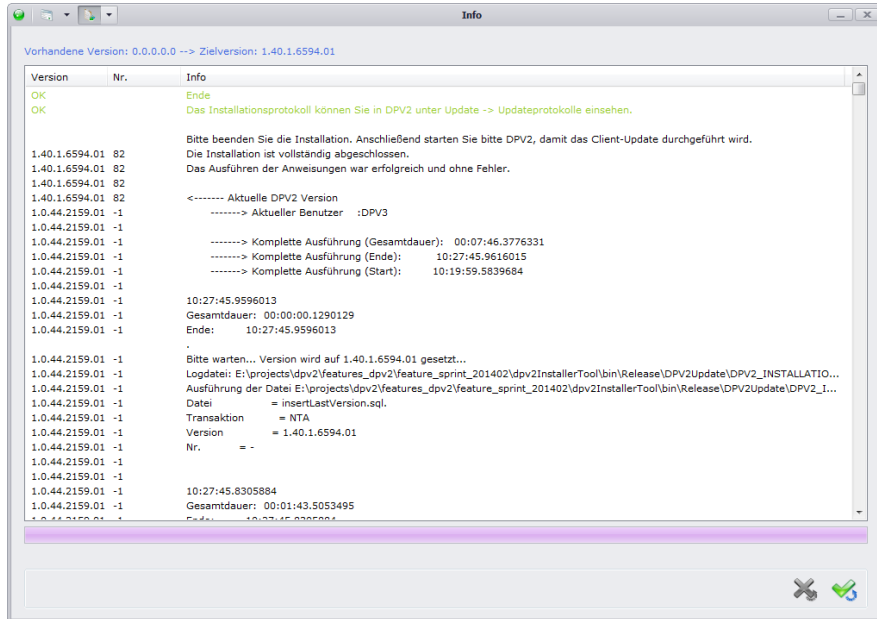 Info
Vorhandene Version: 0.0.0.0.0 --> Zielversion: 1.40.1.6594.01
Version Nr. Info
OK Ende
OK Das Installationsprotokoll können Sie in DPV2 unter Update -> Updateprotokolle einsehen.
Bitte beenden Sie die Installation. Anschließend starten Sie bitte DPV2, damit das Client-Update durchgeführt wird.
1.40.1.6594.01 82 Die Installation ist vollständig abgeschlossen.
1.40.1.6594.01 82 Das Ausführen der Anweisungen war erfolgreich und ohne Fehler.
1.40.1.6594.01 82
1.40.1.6594.01 82 <------- Aktuelle DPV2 Version
1.0.44.2159.01 -1 -------> Aktueller Benutzer :DPV3
1.0.44.2159.01 -1
1.0.44.2159.01 -1 -------> Komplette Ausführung (Gesamtdauer): 00:07:46.3776331
1.0.44.2159.01 -1 -------> Komplette Ausführung (Ende): 10:27:45.9616015
1.0.44.2159.01 -1 -------> Komplette Ausführung (Start): 10:19:59.5839684
1.0.44.2159.01 -1
1.0.44.2159.01 -1 10:27:45.9596013
1.0.44.2159.01 -1 Gesamtdauer: 00:00:00.1290129
1.0.44.2159.01 -1 Ende: 10:27:45.9596013
.
1.0.44.2159.01 -1 Bitte warten... Version wird auf 1.40.1.6594.01 gesetzt...
1.0.44.2159.01 -1 Logdatei: E:\projects\dpv2\features_dpv2\feature_sprint_201402\dpv2InstallerTool\bin\Release\DPV2Update\DPV2_INSTALLATIO...
1.0.44.2159.01 -1 Ausführung der Datei E:\projects\dpv2\features_dpv2\feature_sprint_201402\dpv2InstallerTool\bin\Release\DPV2Update\DPV2_I...
1.0.44.2159.01 -1 Datei = insertLastVersion.sql.
1.0.44.2159.01 -1 Transaktion = NTA
1.0.44.2159.01 -1 Version = 1.40.1.6594.01
1.0.44.2159.01 -1 Nr. = -
1.0.44.2159.01 -1
1.0.44.2159.01 -1
1.0.44.2159.01 -1 10:27:45.8305884
1.0.44.2159.01 -1 Gesamtdauer: 00:01:43.5053495
1.0.44.2159.01 -1 Ende: 10:27:45.8305884